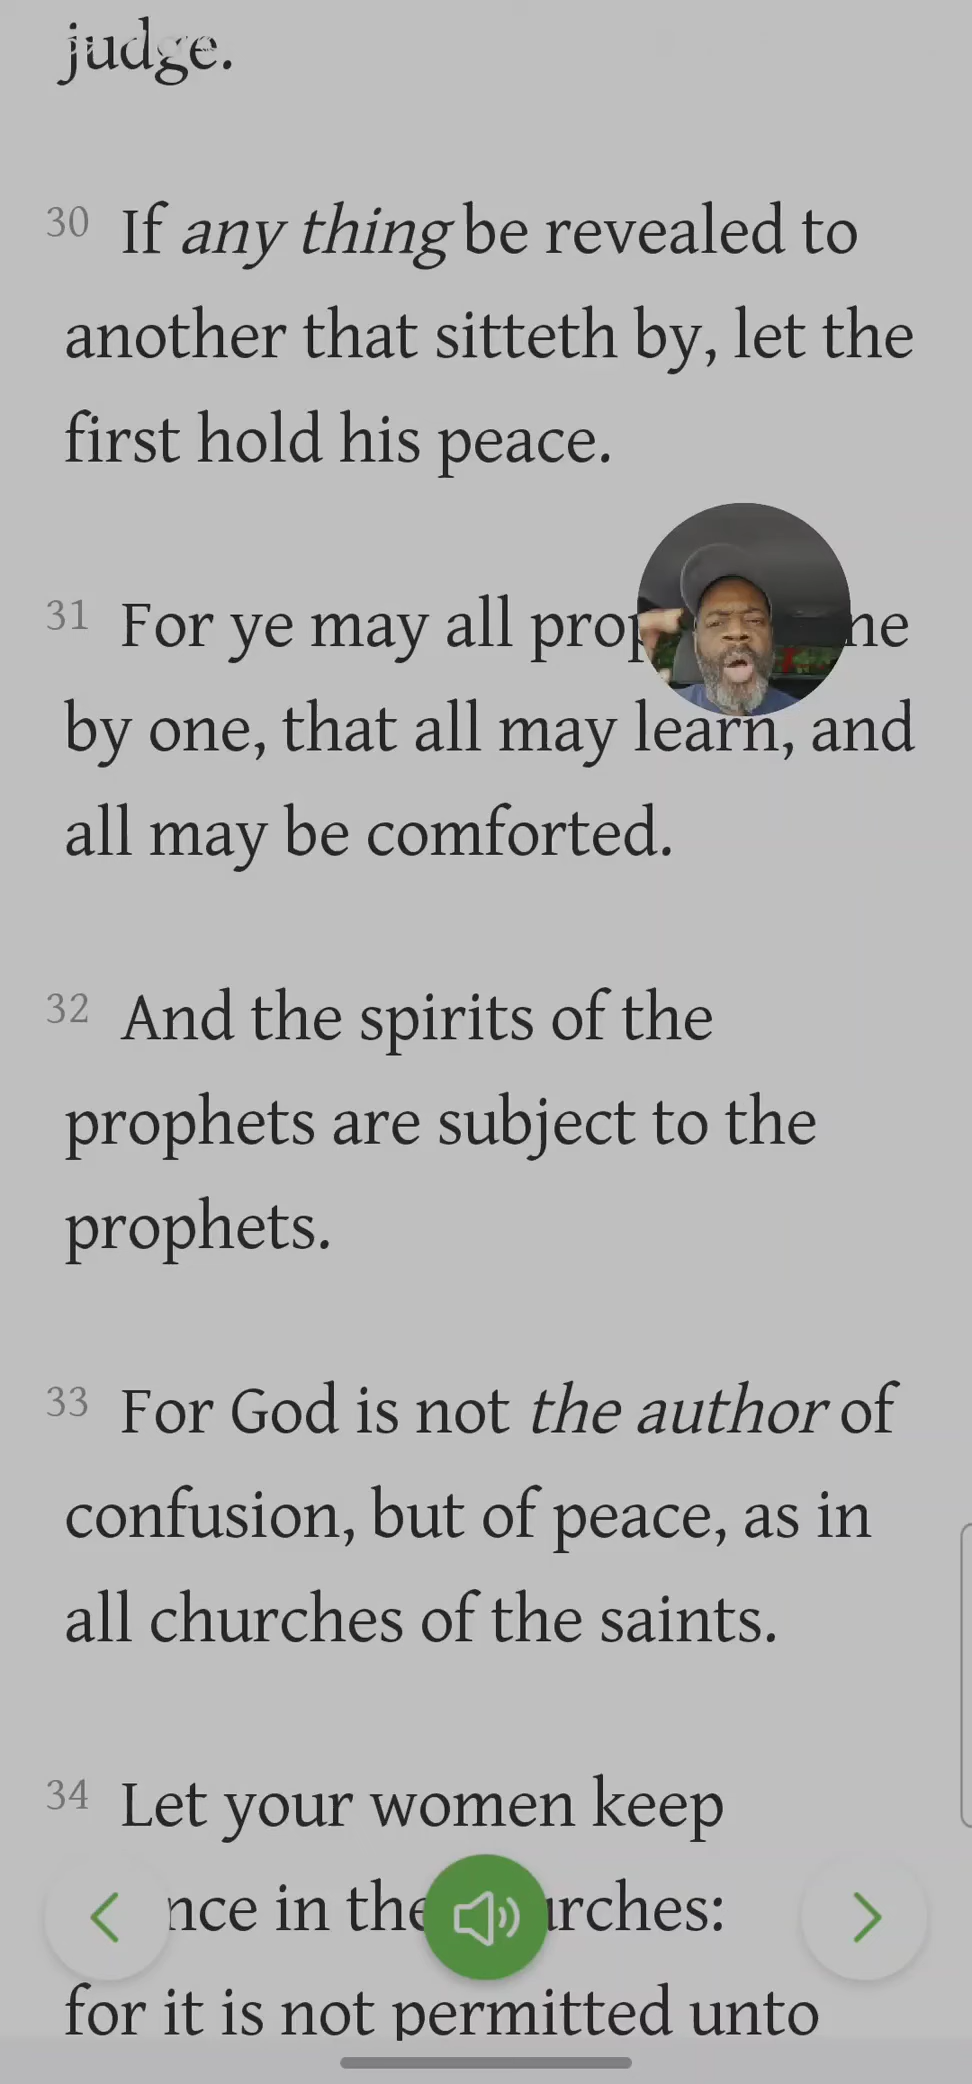 judge.
30 If any thing be revealed to
another that sitteth by, let the
first hold his peace.
31 For ye may all
by one, that all may learn, and
all may be comforted.
32 And the spirits of the
prophets are subject to the
prophets.
33 For God is not the author of
confusion, but of peace, as in
all churches of the saints.
34 Let your women keep
in
for it is not permitted unto